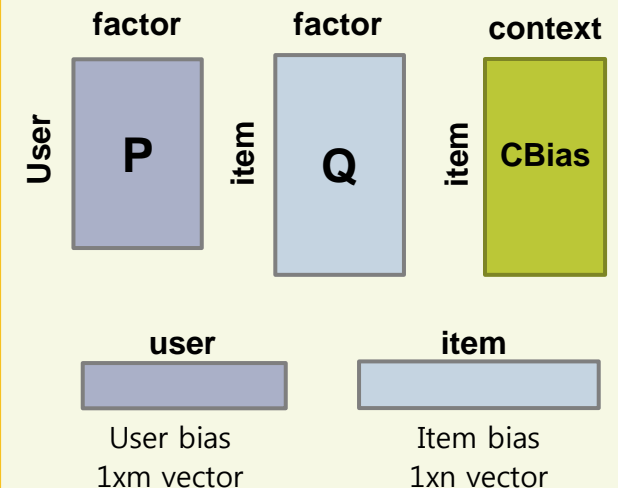 factor
factor
context
User
P
item
Q
item
CBias
user
item
User bias
1xm vector
Item bias
1xn vector